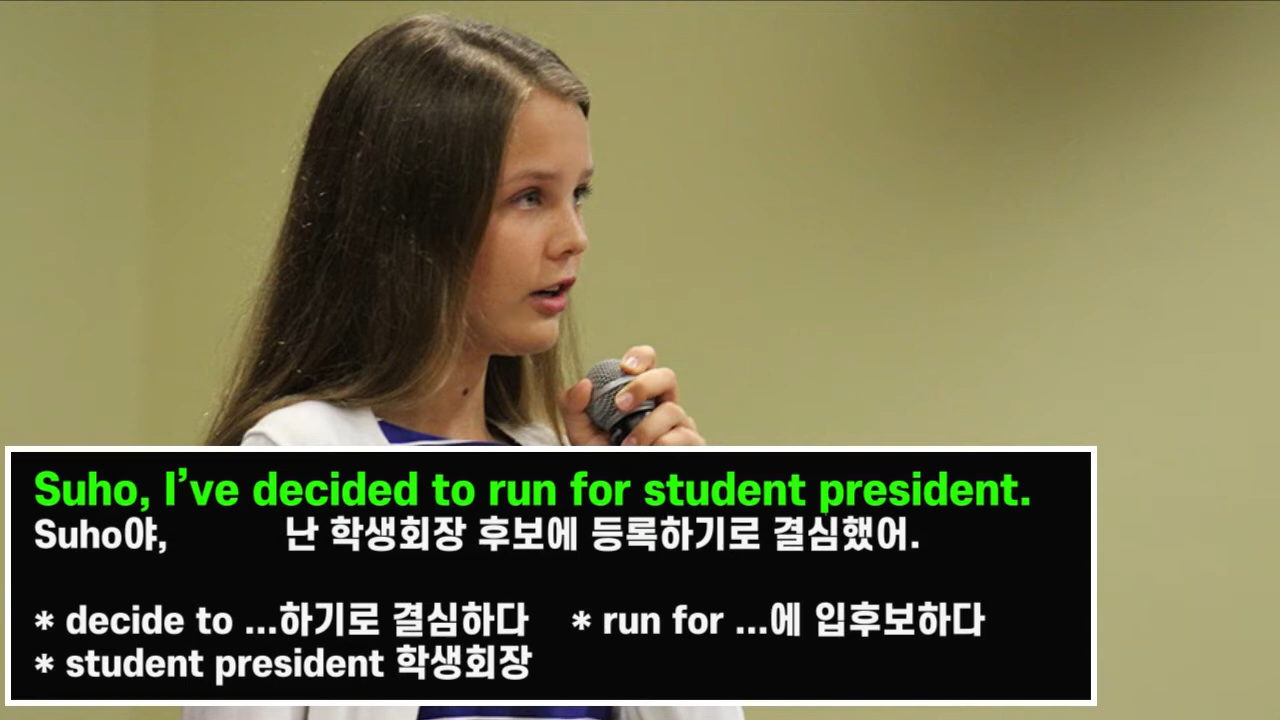 Suho, I’ve decided to run for student president.
Suho야, 난 학생회장 후보에 등록하기로 결심했어.
* decide to ...하기로 결심하다 * run for ...에 입후보하다
* student president 학생회장